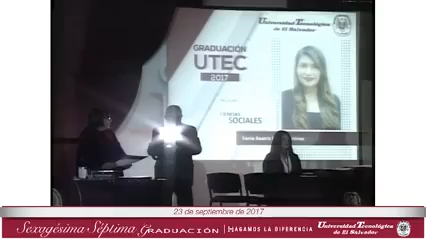 Universidad Tecnológica
de El Salvador
GRADUACIÓN
UTEC
2017
CIENCIAS
SOCIALES
23 de septiembre de 2017
Sexagésima Séptima GRADUACIÓN | HAGAMOS LA DIFERENCIA
Universidad Tecnológica
de El Salvador